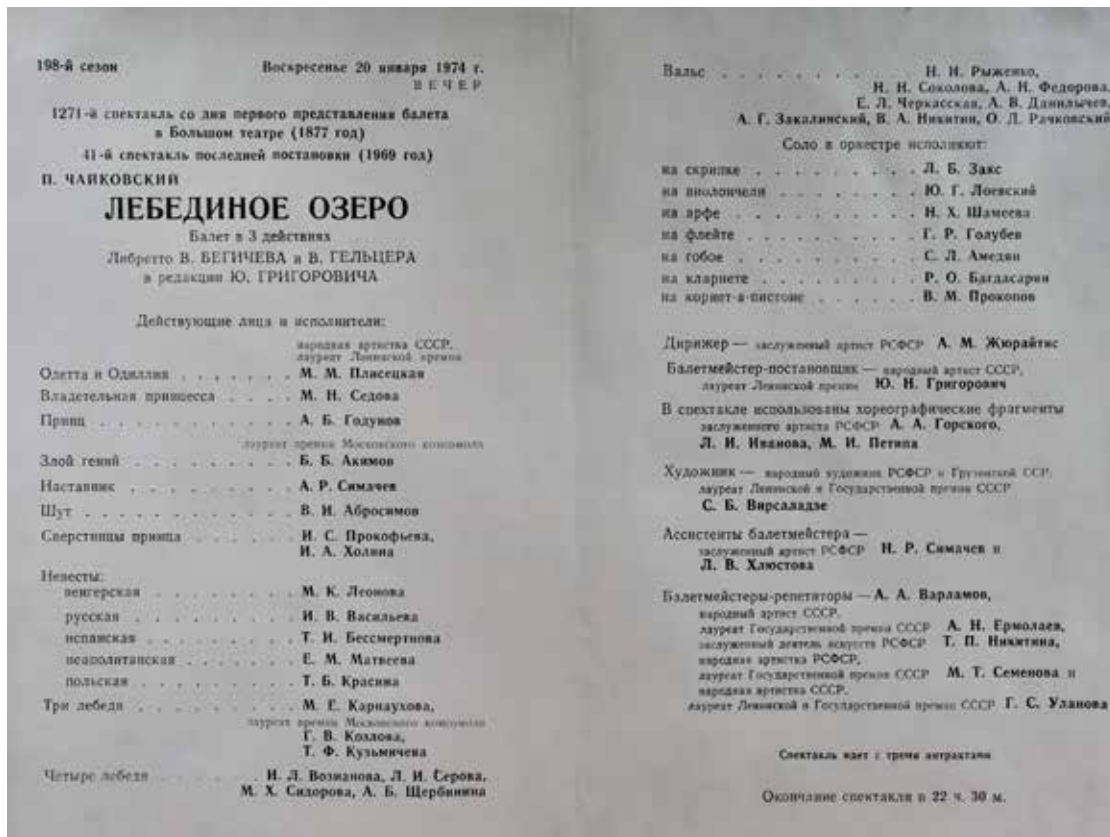 198-й сезон Воскресенье 20 января 1974 г.
ВЕЧЕР
1271-й спектакль со дня первого представления балета
в Большом театре (1877 год)
41-й спектакль последней постановки (1969 год)
П. ЧАЙКОВСКИЙ
ЛЕБЕДИНОЕ ОЗЕРО
Балет в 3 действиях
Либретто В. БЕГИЧЕВА и В. ГЕЛЬЦЕРА
в редакции Ю. ГРИГОРОВИЧА
Действующие лица и исполнители:
народная артистка СССР,
лауреат Ленинской премии
Одетта и Одиллия . . . . . . . М. М. Плисецкая
Владетельная принцесса . . . . М. Н. Седова
Принц . . . . . . . . . . . . А. Б. Годунов
лауреат премии Московского комсомола
Злой гений . . . . . . . . . Б. Б. Акимов
Наставник . . . . . . . . . . А. Р. Симачев
Шут . . . . . . . . . . . . . В. И. Абросимов
Сверстницы принца . . . . . . И. С. Прокофьева,
И. А. Холина
Невесты:
венгерская . . . . . . . . М. К. Леонова
русская . . . . . . . . . И. В. Васильева
испанская . . . . . . . . . Т. И. Бессмертнова
неаполитанская . . . . . . . Е. М. Матвеева
польская . . . . . . . . . Т. Б. Красина
Три лебедя . . . . . . . . . М. Е. Карнаухова,
лауреат премии Московского комсомола
Г. В. Козлова,
Т. Ф. Кузьмичева
Четыре лебедя . . . . . . И. Л. Возианова, Л. И. Серова,
М. Х. Сидорова, А. Б. Щербинина
Вальс . . . . . . . . . . . Н. И. Рыженко,
Н. Н. Соколова, А. Н. Федорова,
Е. Л. Черкасская, А. В. Данилычев,
А. Г. Закалинский, В. А. Никитин, О. Л. Рачковский
Соло в оркестре исполняют:
на скрипке . . . . . . . . . Л. Б. Закс
на виолончели . . . . . . . . Ю. Г. Лоевский
на арфе . . . . . . . . . . Н. Х. Шамеева
на флейте . . . . . . . . . . Г. Р. Голубев
на гобое . . . . . . . . . . С. Л. Амедян
на кларнете . . . . . . . . . Р. О. Багдасарян
на корнет-а-пистоне . . . . . . В. М. Прокопов
Дирижер — заслуженный артист РСФСР А. М. Жюрайтис
Балетмейстер-постановщик — народный артист СССР,
лауреат Ленинской премии Ю. Н. Григорович
В спектакле использованы хореографические фрагменты
заслуженного артиста РСФСР А. А. Горского,
Л. И. Иванова, М. И. Петипа
Художник — народный художник РСФСР и Грузинской ССР,
лауреат Ленинской и Государственной премии СССР
С. Б. Вирсаладзе
Ассистенты балетмейстера —
заслуженный артист РСФСР Н. Р. Симачев и
Л. В. Хлюстова
Балетмейстеры-репетиторы — А. А. Варламов,
народный артист СССР,
лауреат Государственной премии СССР А. Н. Ермолаев,
заслуженный деятель искусств РСФСР Т. П. Никитина,
народная артистка РСФСР,
лауреат Государственной премии СССР М. Т. Семенова и
народная артистка СССР,
лауреат Ленинской и Государственной премии СССР Г. С. Уланова
Спектакль идет с тремя антрактами
Окончание спектакля в 22 ч. 30 м.